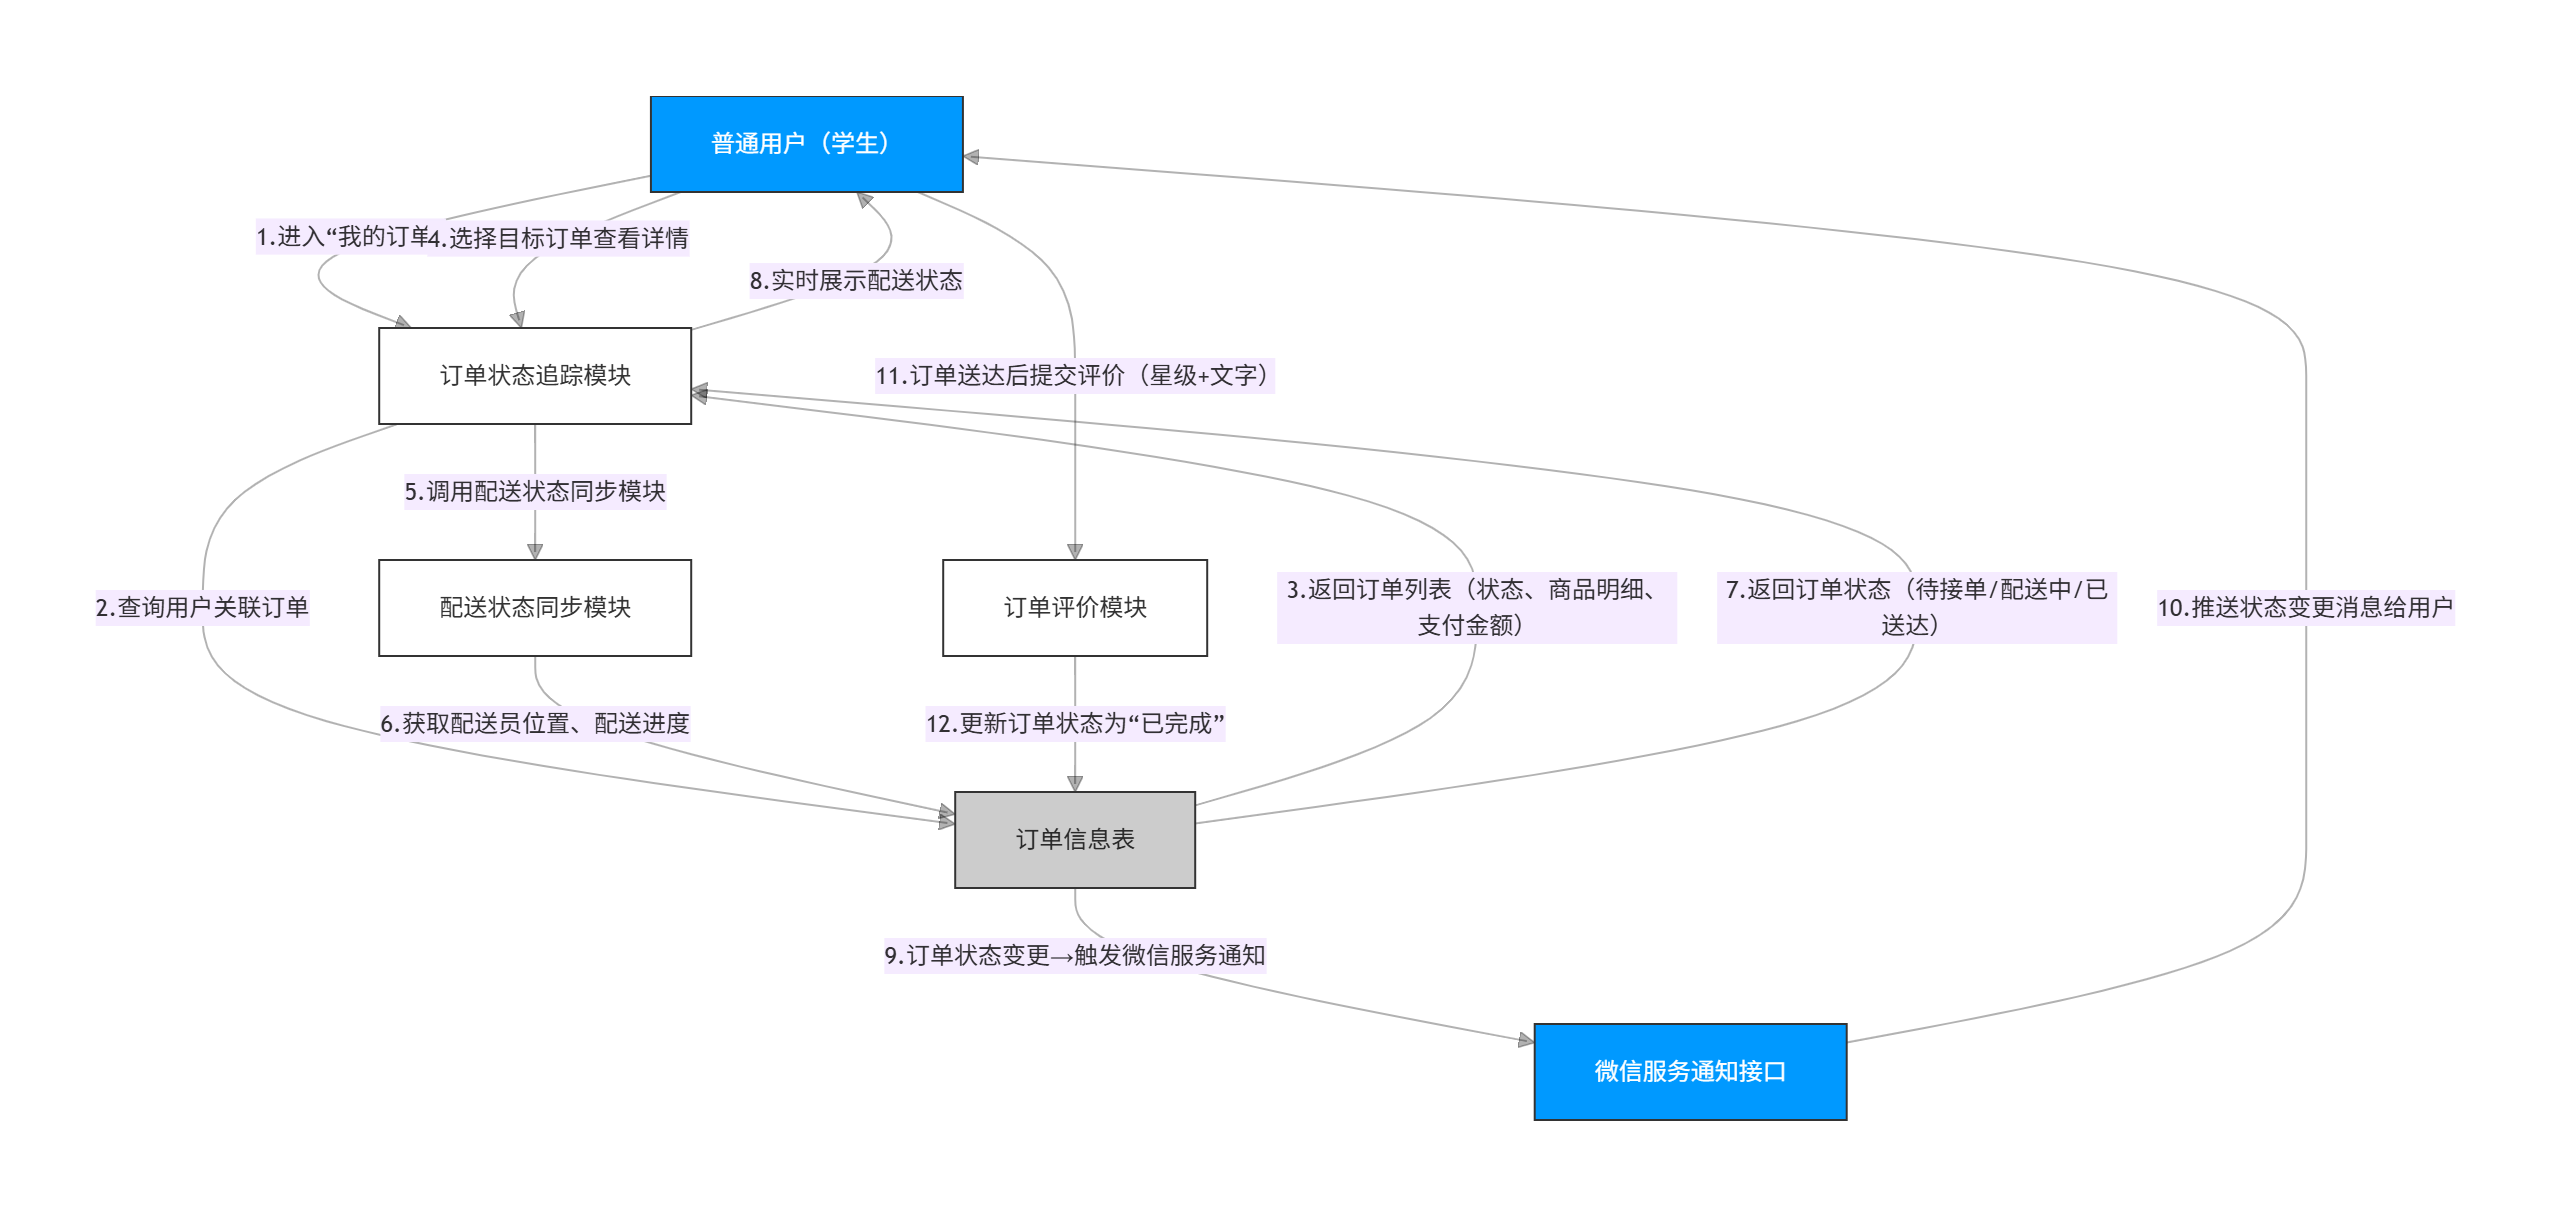 普通用户（学生）
1.进入“我的订单
4.选择目标订单查看详情
8.实时展示配送状态
订单状态追踪模块
11.订单送达后提交评价（星级+文字）
5.调用配送状态同步模块
2.查询用户关联订单
配送状态同步模块
订单评价模块
3.返回订单列表（状态、商品明细、
支付金额）
7.返回订单状态（待接单/配送中/已
送达）
10.推送状态变更消息给用户
6.获取配送员位置、配送进度
12.更新订单状态为“已完成”
订单信息表
9.订单状态变更→触发微信服务通知
微信服务通知接口